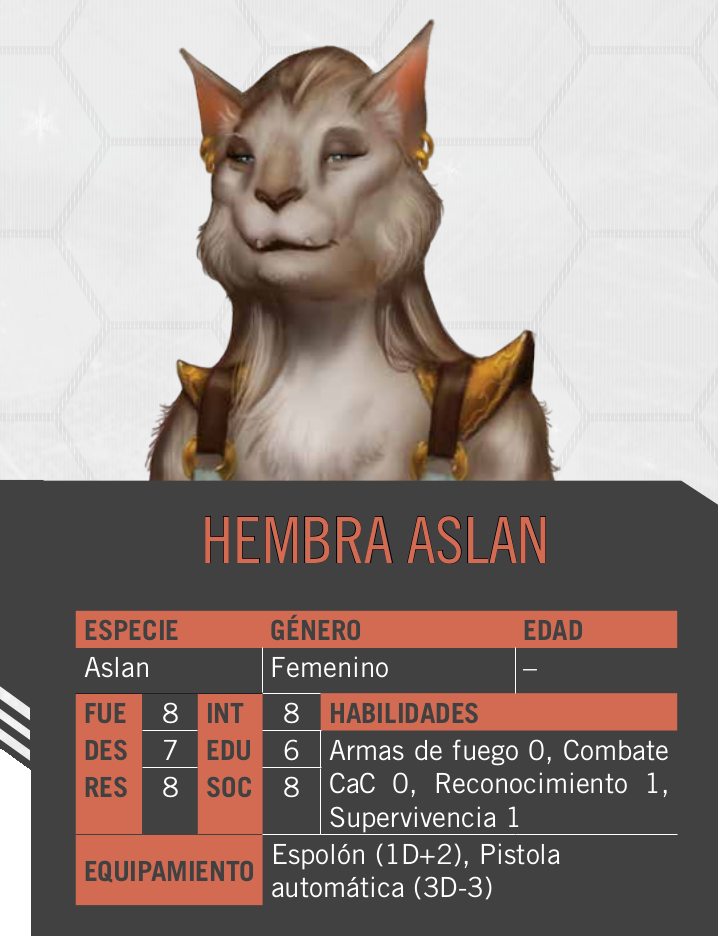 HEMBRA ASLAN
ESPECIE GÉNERO EDAD
Aslan Femenino –
FUE 8 INT 8 HABILIDADES
DES 7 EDU 6 Armas de fuego 0, Combate
RES 8 SOC 8 CaC 0, Reconocimiento 1,
Supervivencia 1
EQUIPAMIENTO Espolón (1D+2), Pistola
automática (3D-3)